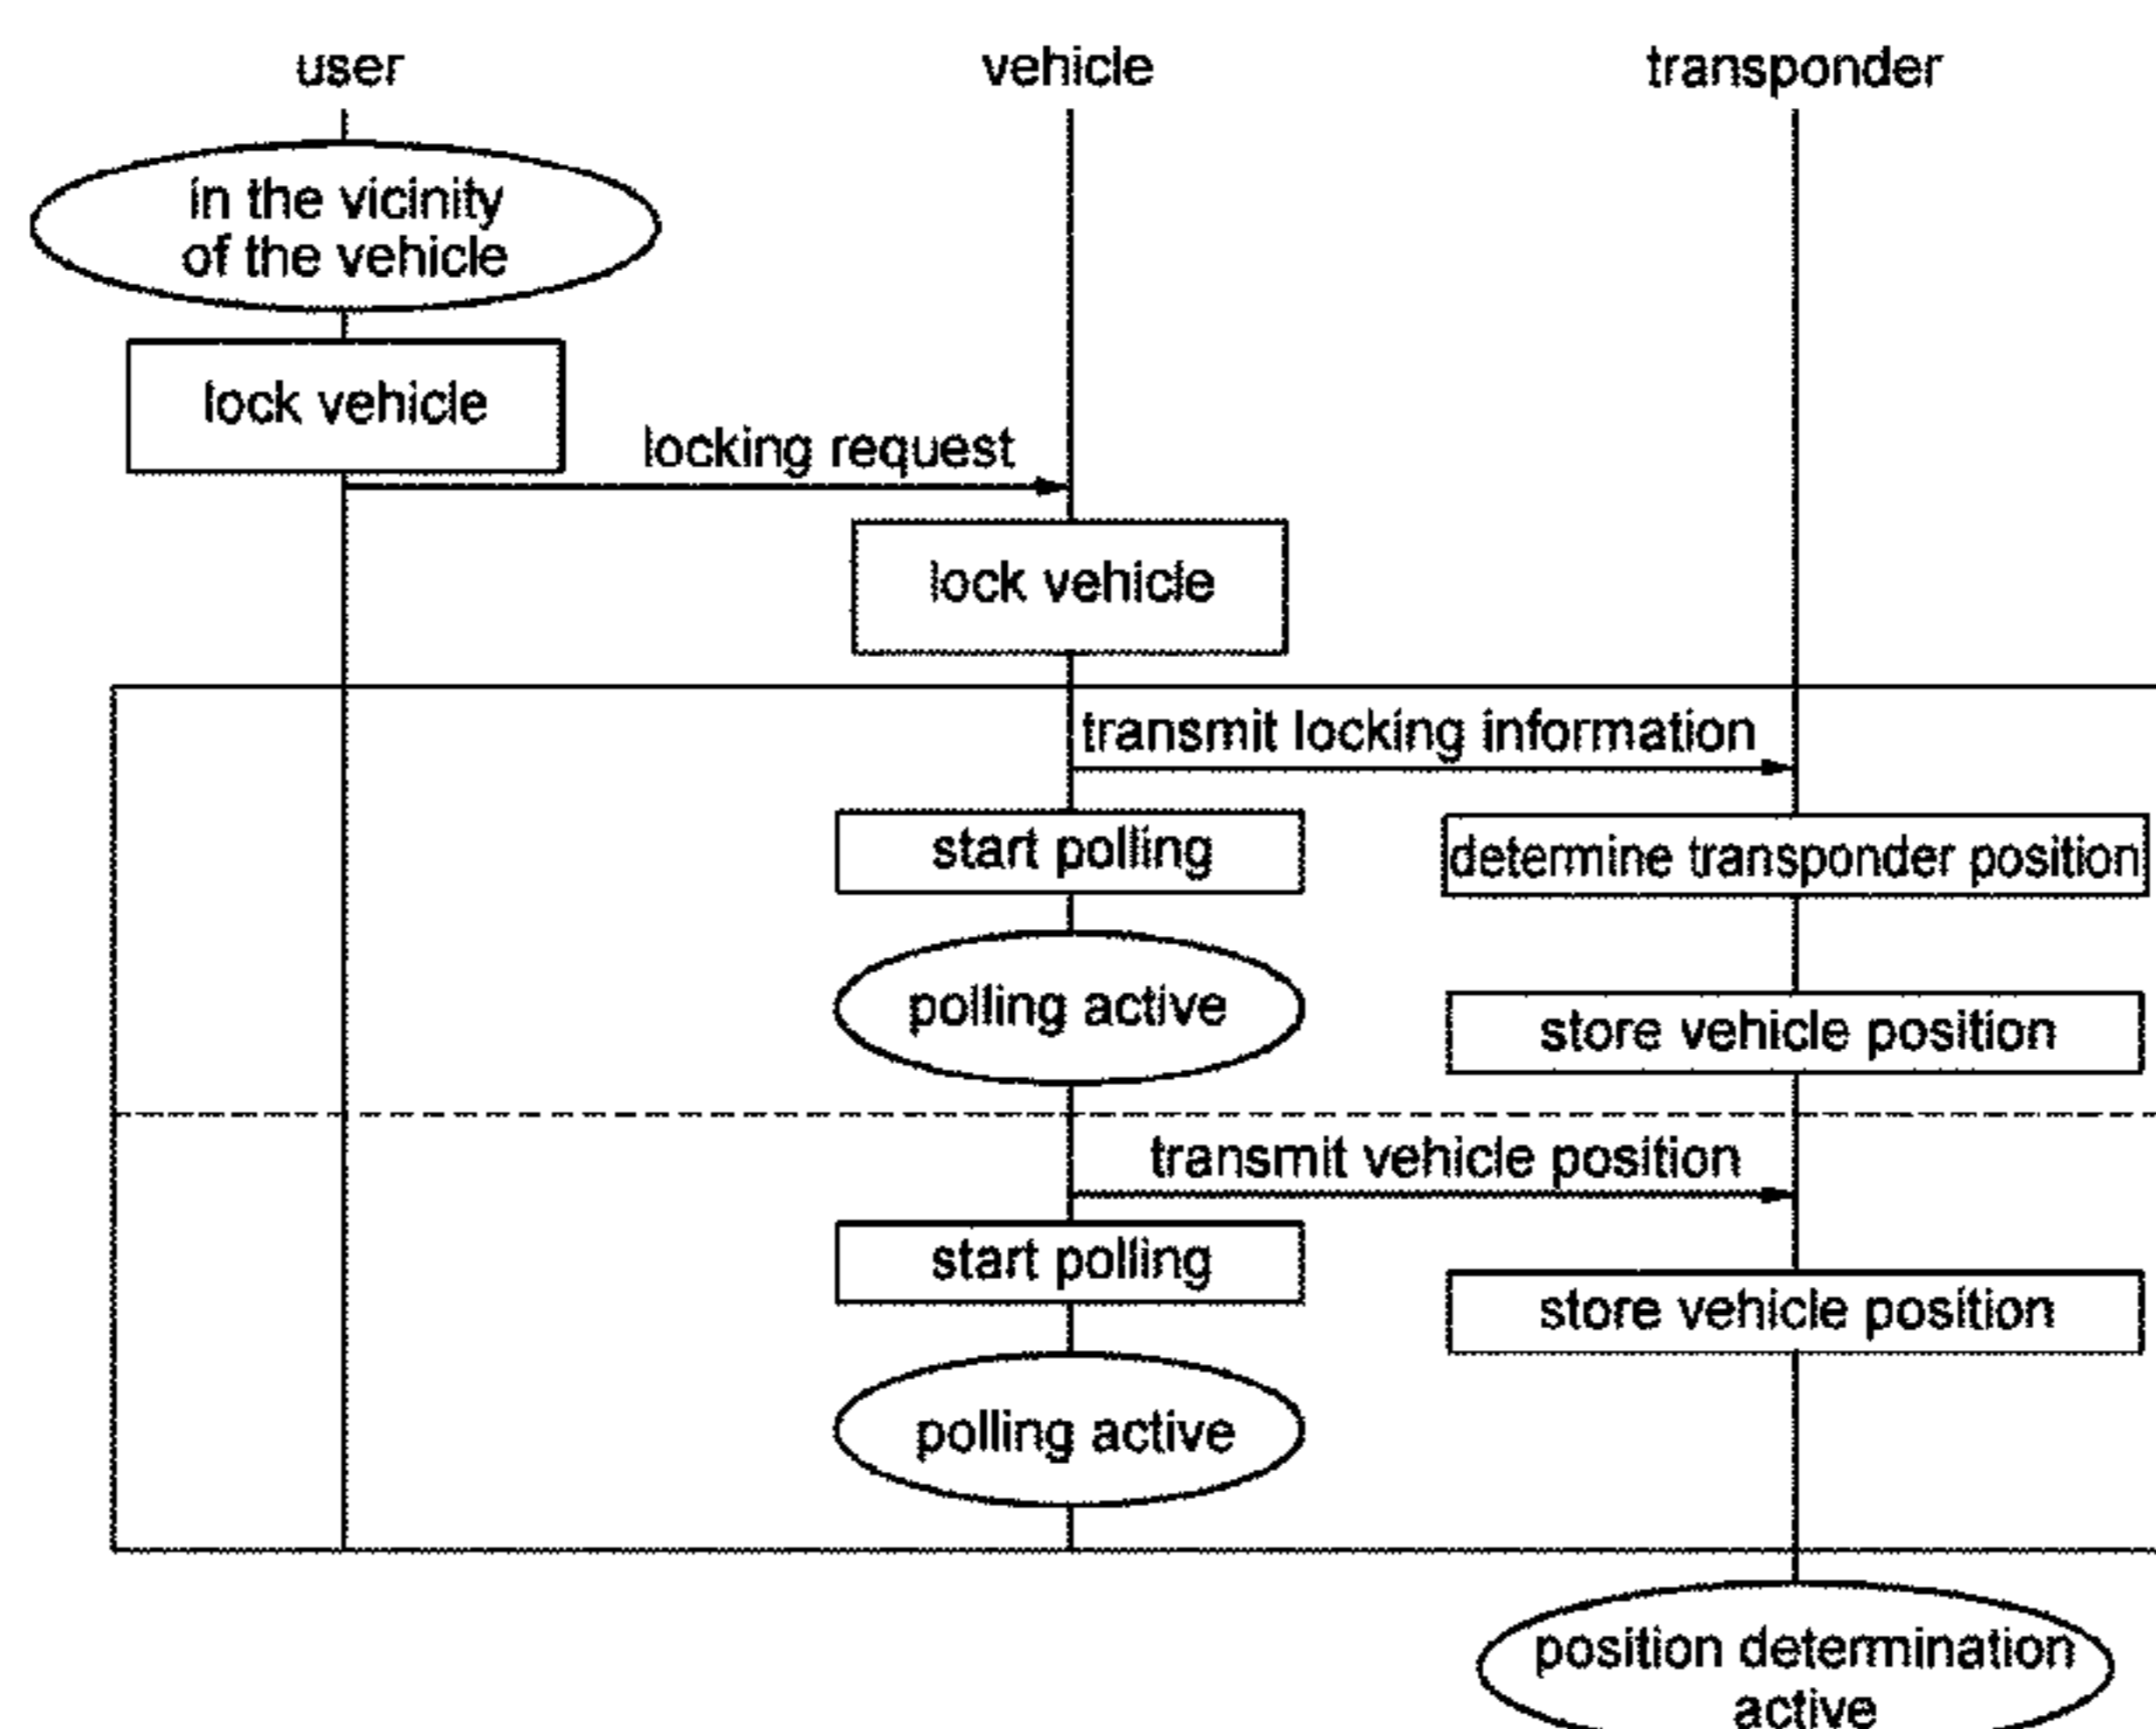 user
vehicle
transponder
in the vicinity
of the vehicle
lock vehicle
locking request
lock vehicle
transmit locking information
start polling
determine transponder position
polling active
store vehicle position
transmit vehicle position
start polling
store vehicle position
polling active
position determination
active